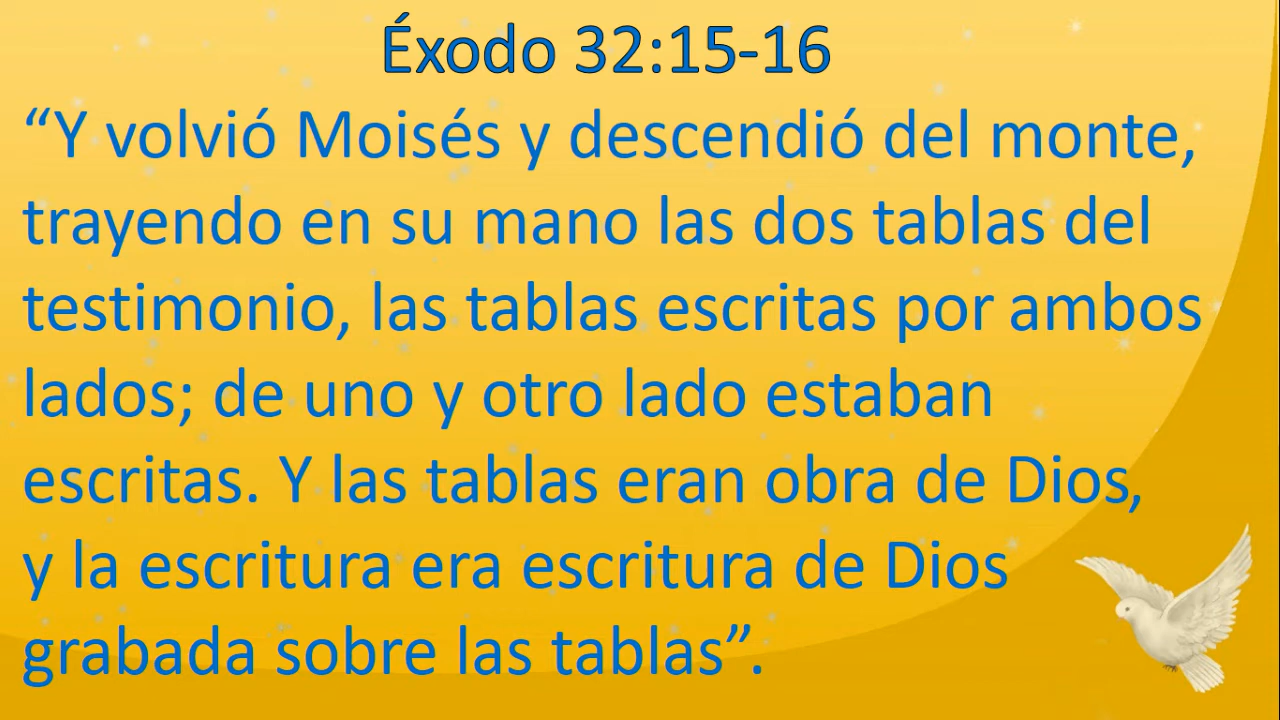 Éxodo 32:15-16
“Y volvió Moisés y descendió del monte,
trayendo en su mano las dos tablas del
testimonio, las tablas escritas por ambos
lados; de uno y otro lado estaban
escritas. Y las tablas eran obra de Dios,
y la escritura era escritura de Dios
grabada sobre las tablas”.